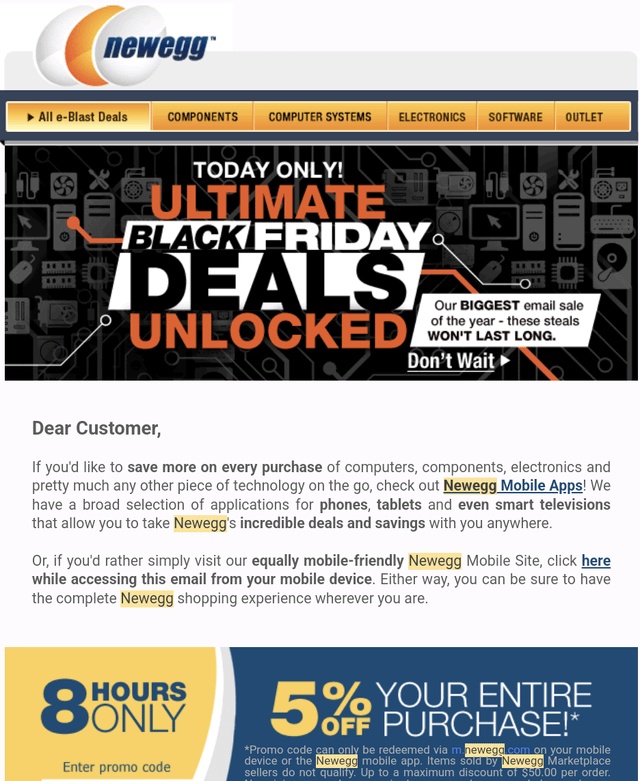 newegg™
All e-Blast Deals COMPONENTS COMPUTER SYSTEMS ELECTRONICS SOFTWARE OUTLET
TODAY ONLY!
ULTIMATE
BLACK FRIDAY
DEALS
UNLOCKED
Our BIGGEST email sale
of the year - these steals
WON'T LAST LONG.
Don't Wait
Dear Customer,
If you'd like to save more on every purchase of computers, components, electronics and
pretty much any other piece of technology on the go, check out Newegg Mobile Apps! We
have a broad selection of applications for phones, tablets and even smart televisions
that allow you to take Newegg's incredible deals and savings with you anywhere.
Or, if you'd rather simply visit our equally mobile-friendly Newegg Mobile Site, click here
while accessing this email from your mobile device. Either way, you can be sure to have
the complete Newegg shopping experience wherever you are.
8 HOURS
ONLY
Enter promo code
5% OFF YOUR ENTIRE
PURCHASE!*
*Promo code can only be redeemed via m.newegg.com on your mobile
device or the Newegg mobile app. Items sold by Newegg Marketplace
sellers do not qualify. Up to a maximum discount of $50.00 per order.